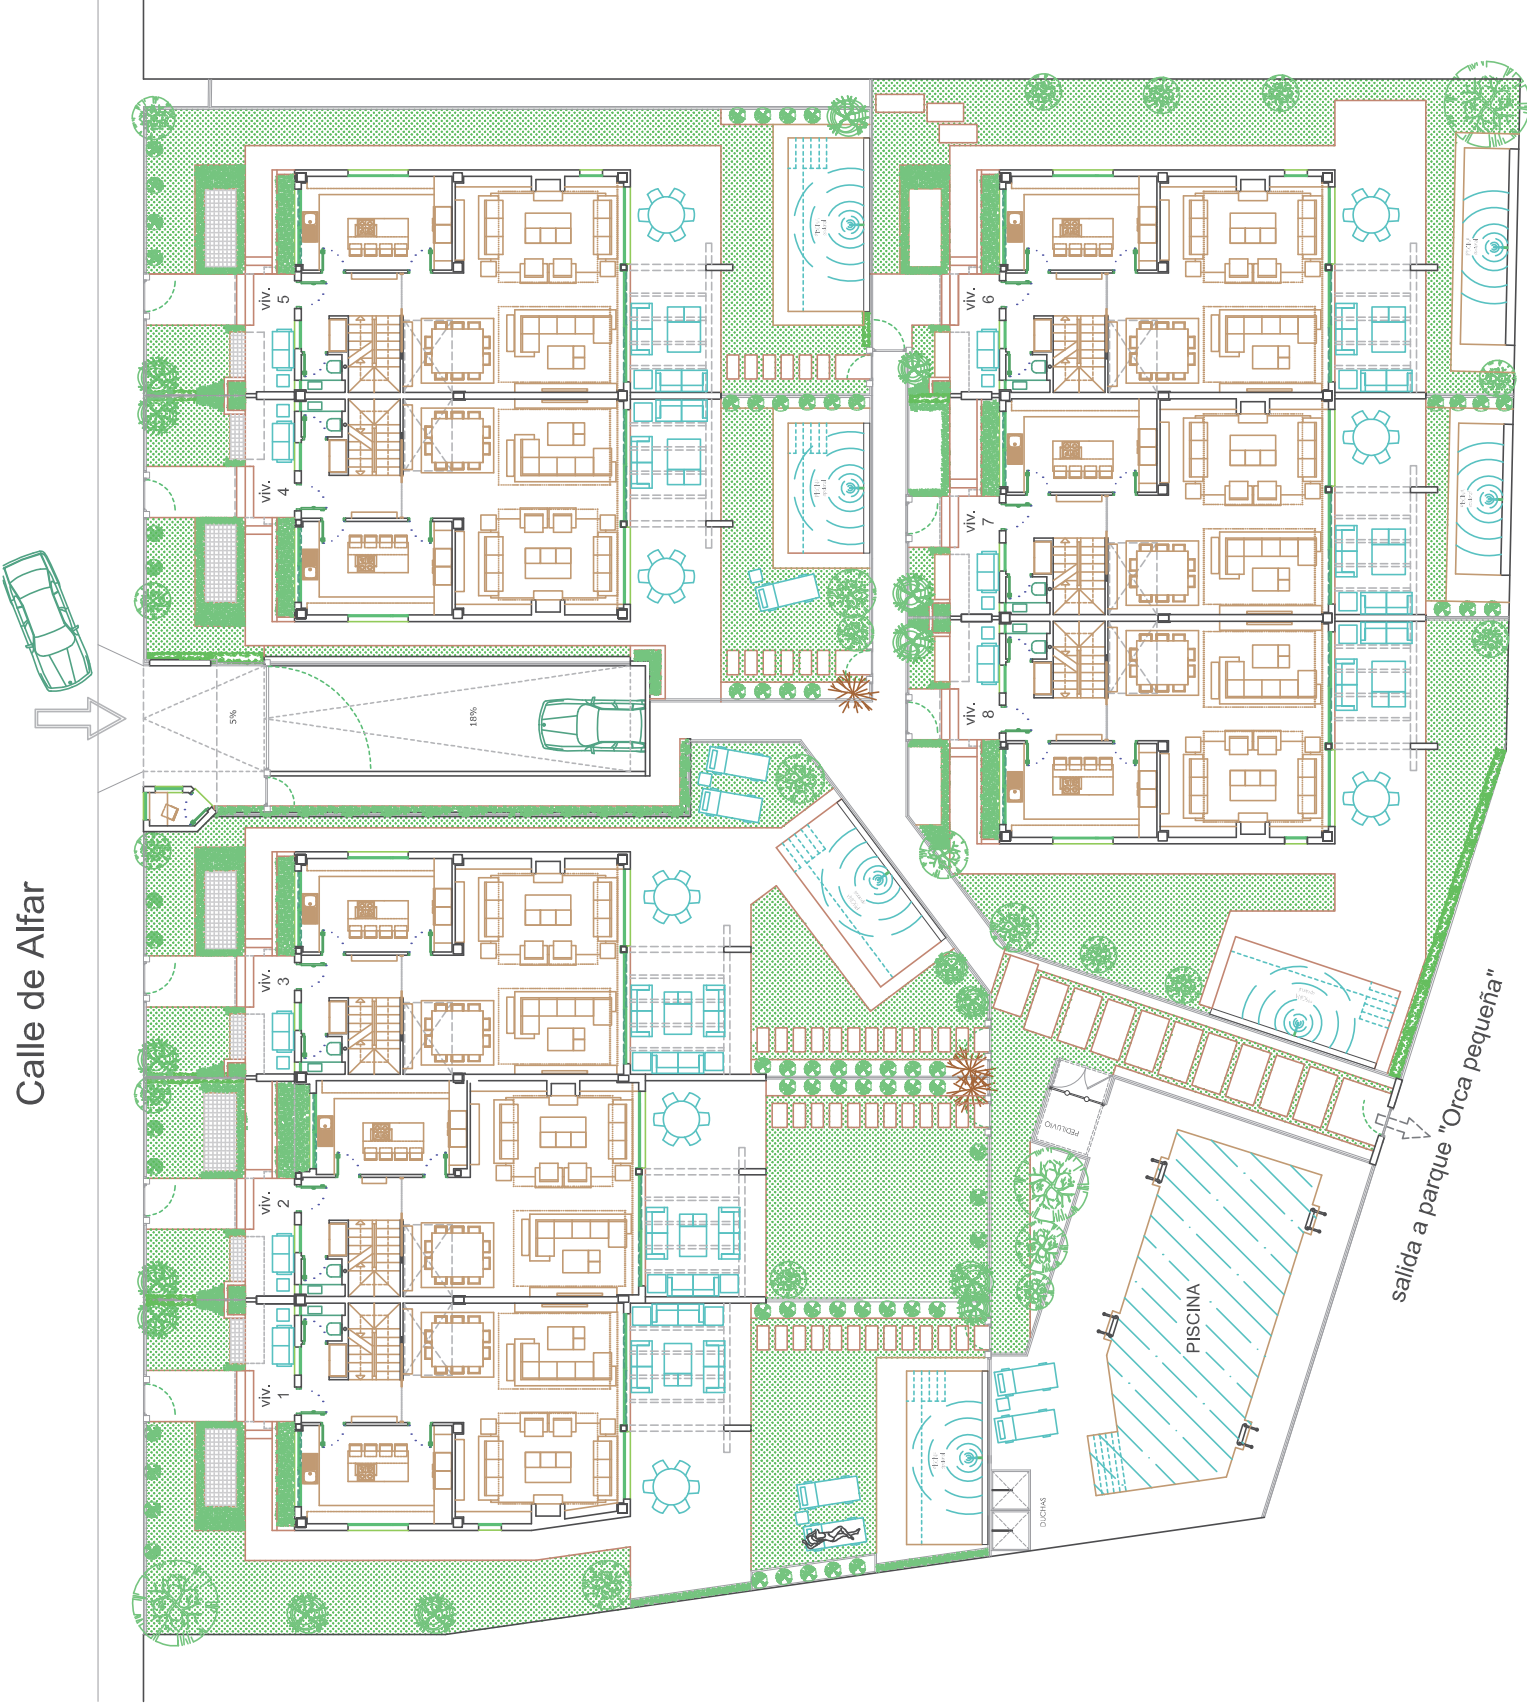 Calle de Alfar
viv.
5
viv.
4
viv.
6
viv.
7
viv.
8
5%
18%
viv.
3
viv.
2
viv.
1
PEDILUVIO
PISCINA
DUCHAS
salida a parque "Orca pequeña"